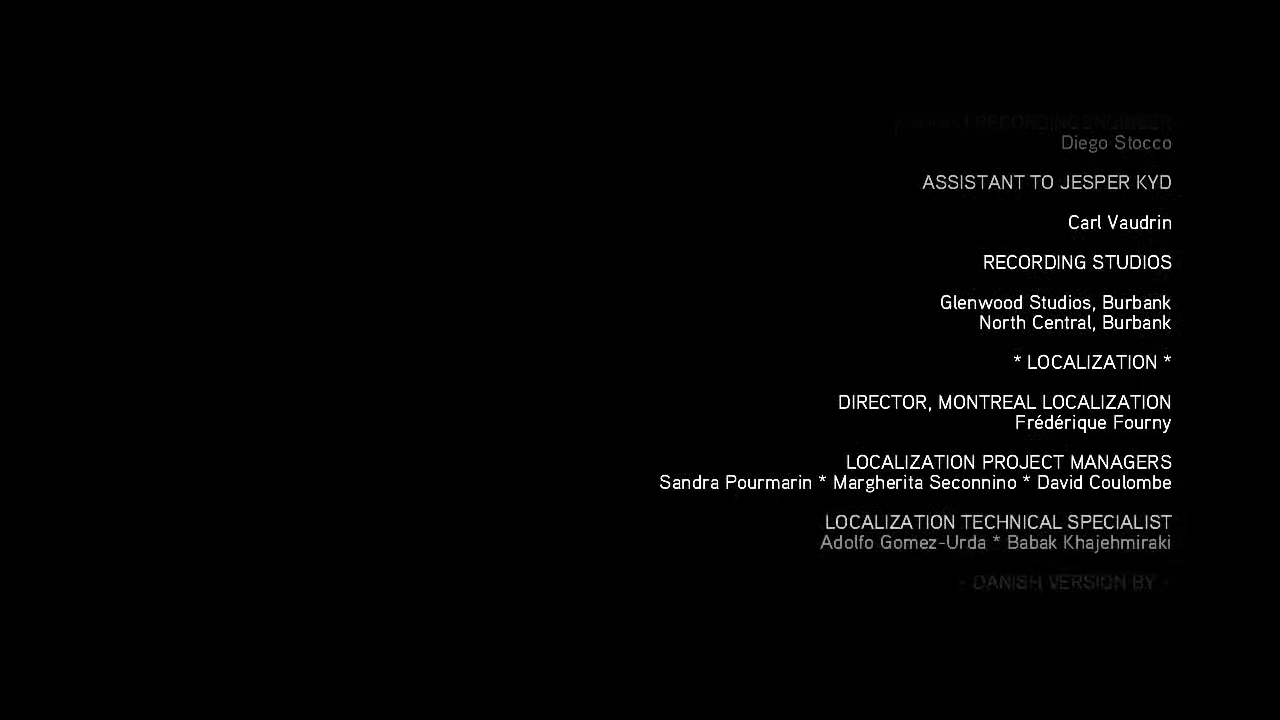 RECORDING ENGINEER
Diego Stocco
ASSISTANT TO JESPER KYD
Carl Vaudrin
RECORDING STUDIOS
Glenwood Studios, Burbank
North Central, Burbank
* LOCALIZATION *
DIRECTOR, MONTREAL LOCALIZATION
Frédérique Fourny
LOCALIZATION PROJECT MANAGERS
Sandra Pourmarin * Margherita Seconnino * David Coulombe
LOCALIZATION TECHNICAL SPECIALIST
Adolfo Gomez-Urda * Babak Khajehmiraki
- DANISH VERSION BY -